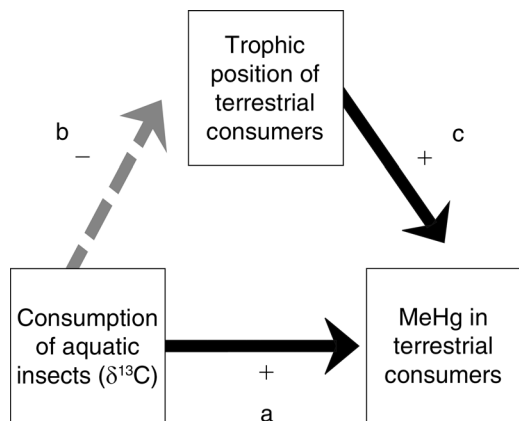 Trophic
position of
terrestrial
consumers
b
−
c
+
Consumption
of aquatic
insects (δ¹³C)
MeHg in
terrestrial
consumers
+
a